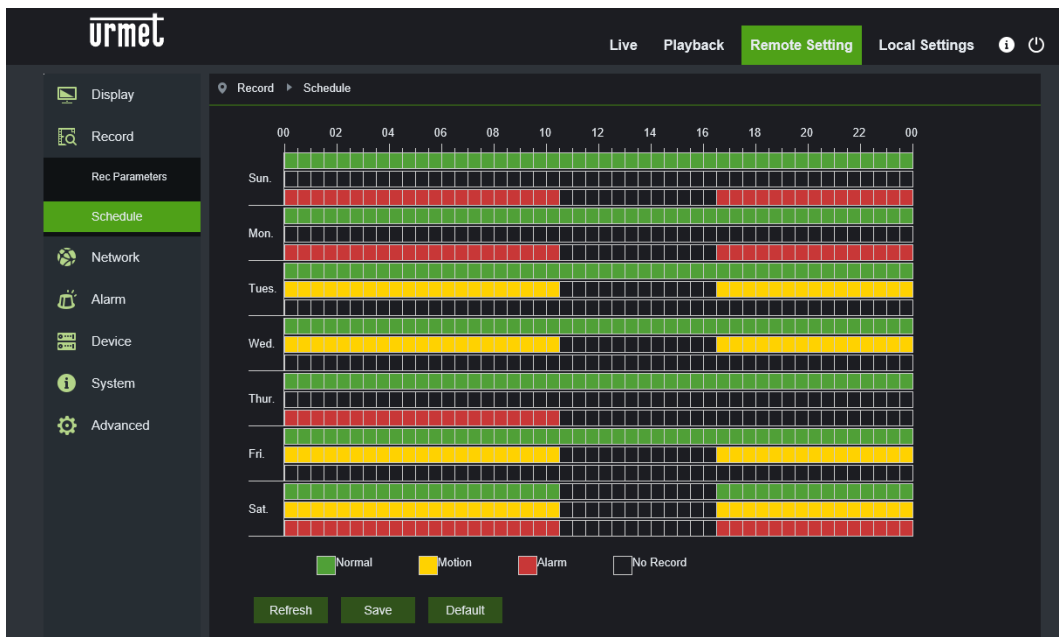 urmet
Live Playback Remote Setting Local Settings
Display
Record
Rec Parameters
Schedule
Network
Alarm
Device
System
Advanced
Record Schedule
00 02 04 06 08 10 12 14 16 18 20 22 00
Sun.
Mon.
Tues.
Wed.
Thur.
Fri.
Sat.
Normal Motion Alarm No Record
Refresh Save Default